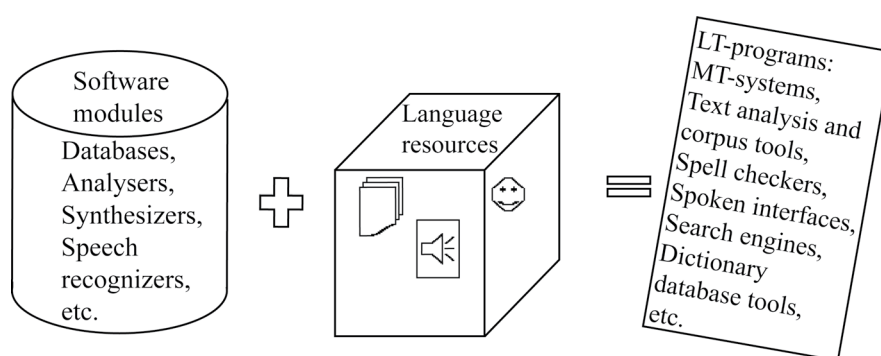 Software
modules
Databases,
Analysers,
Synthesizers,
Speech
recognizers,
etc.
Language
resources
LT-programs:
MT-systems,
Text analysis and
corpus tools,
Spell checkers,
Spoken interfaces,
Search engines,
Dictionary
database tools,
etc.